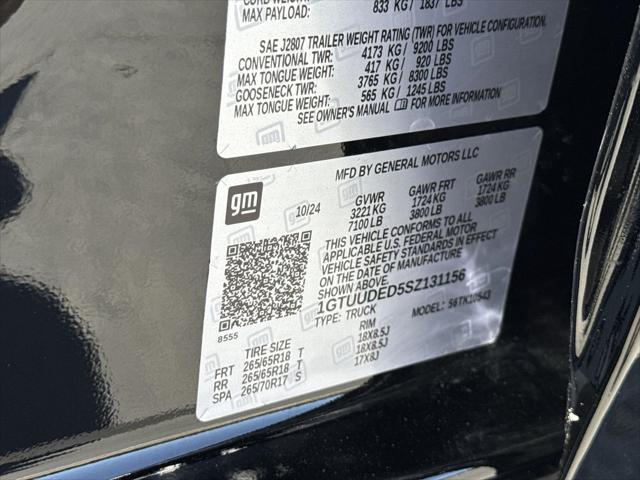 CURB WEIGHT: 
MAX PAYLOAD: 833 KG / 1837 LBS
SAE J2807 TRAILER WEIGHT RATING (TWR) FOR VEHICLE CONFIGURATION.
CONVENTIONAL TWR: 4173 KG / 9200 LBS
MAX TONGUE WEIGHT: 417 KG / 920 LBS
GOOSENECK TWR: 3765 KG / 8300 LBS
MAX TONGUE WEIGHT: 565 KG / 1245 LBS
SEE OWNER'S MANUAL gm FOR MORE INFORMATION
MFD BY GENERAL MOTORS LLC
gm
10/24
GVWR GAWR FRT GAWR RR
3221 KG 1724 KG 1724 KG
7100 LB 3800 LB 3800 LB
THIS VEHICLE CONFORMS TO ALL
APPLICABLE U.S. FEDERAL MOTOR
VEHICLE SAFETY STANDARDS IN EFFECT
ON THE DATE OF MANUFACTURE
SHOWN ABOVE.
1GTUUDED5SZ131156
TYPE: TRUCK MODEL: 56TK10543
8555
TIRE SIZE RIM
FRT 265/65R18 T 18X8.5J
RR 265/65R18 T 18X8.5J
SPA 265/70R17 S 17X8J